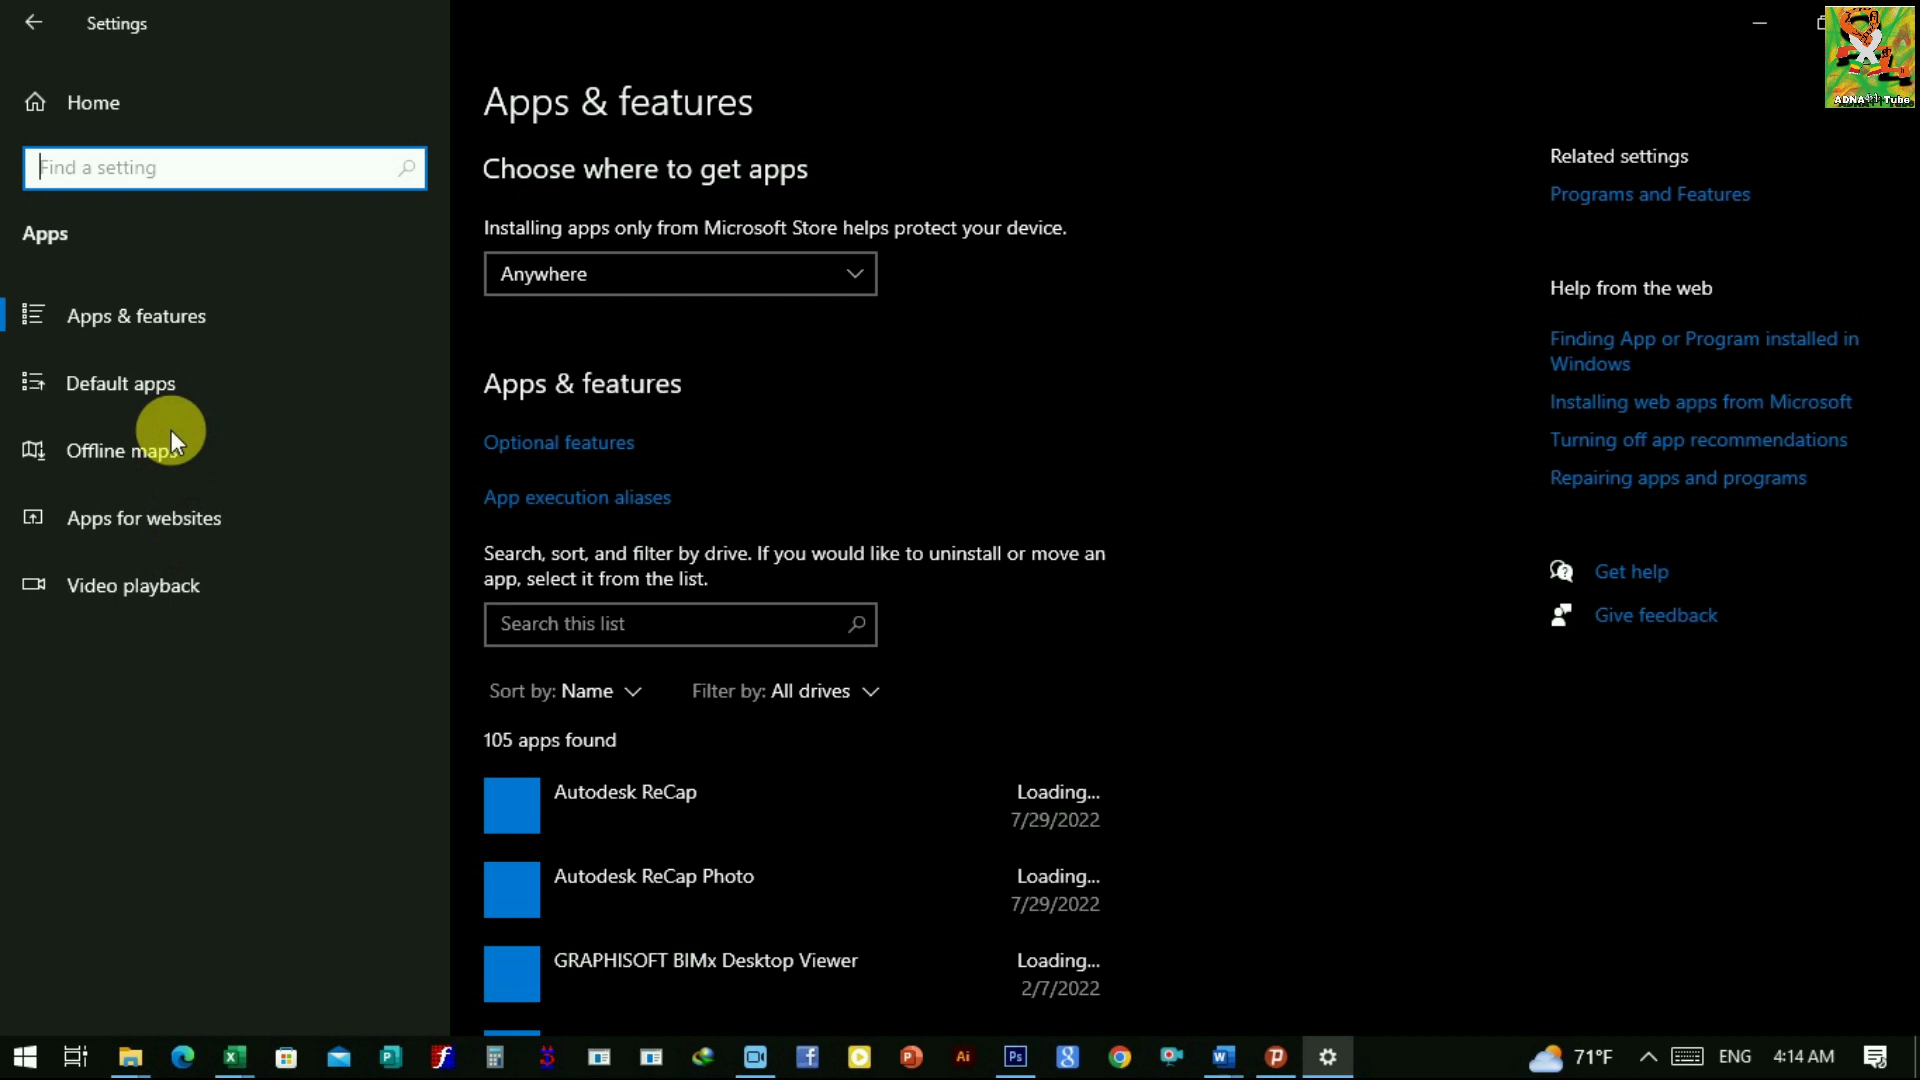 Settings
Home
Find a setting
Apps
Apps & features
Default apps
Offline maps
Apps for websites
Video playback
Apps & features
Choose where to get apps
Installing apps only from Microsoft Store helps protect your device.
Anywhere
Apps & features
Optional features
App execution aliases
Search, sort, and filter by drive. If you would like to uninstall or move an
app, select it from the list.
Search this list
Sort by: Name
Filter by: All drives
105 apps found
Autodesk ReCap
Loading...
7/29/2022
Autodesk ReCap Photo
Loading...
7/29/2022
GRAPHISOFT BIMx Desktop Viewer
Loading...
2/7/2022
Related settings
Programs and Features
Help from the web
Finding App or Program installed in
Windows
Installing web apps from Microsoft
Turning off app recommendations
Repairing apps and programs
Get help
Give feedback
71°F
ENG
4:14 AM